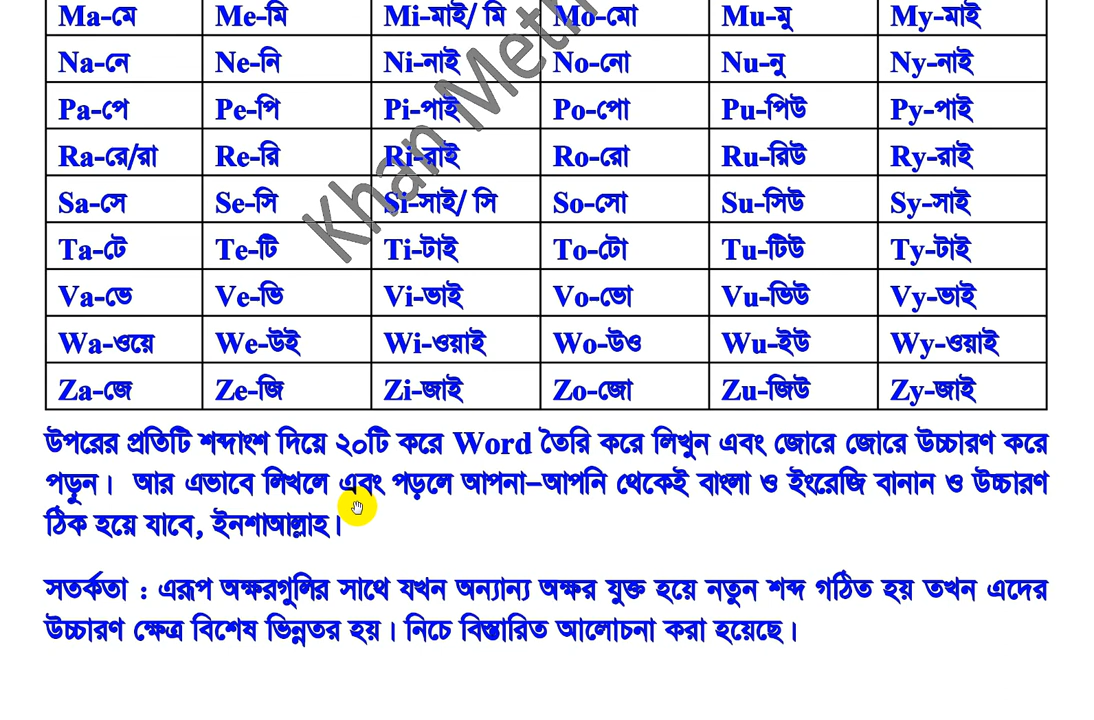 Ma-মে Me-মি Mi-মাই/ মি Mo-মো Mu-মু My-মাই
Na-নে Ne-নি Ni-নাই No-নো Nu-নু Ny-নাই
Pa-পে Pe-পি Pi-পাই Po-পো Pu-পিউ Py-পাই
Ra-রে/রা Re-রি Ri-রাই Ro-রো Ru-রিউ Ry-রাই
Sa-সে Se-সি Si-সাই/ সি So-সো Su-সিউ Sy-সাই
Ta-টে Te-টি Ti-টাই To-টো Tu-টিউ Ty-টাই
Va-ভে Ve-ভি Vi-ভাই Vo-ভো Vu-ভিউ Vy-ভাই
Wa-ওয়ে We-উই Wi-ওয়াই Wo-উও Wu-ইউ Wy-ওয়াই
Za-জে Ze-জি Zi-জাই Zo-জো Zu-জিউ Zy-জাই
উপরের প্রতিটি শব্দাংশ দিয়ে ২০টি করে Word তৈরি করে লিখুন এবং জোরে জোরে উচ্চারণ করে
পড়ুন। আর এভাবে লিখলে এবং পড়লে আপনা–আপনি থেকেই বাংলা ও ইংরেজি বানান ও উচ্চারণ
ঠিক হয়ে যাবে, ইনশাআল্লাহ।
সতর্কতা : এরূপ অক্ষরগুলির সাথে যখন অন্যান্য অক্ষর যুক্ত হয়ে নতুন শব্দ গঠিত হয় তখন এদের
উচ্চারণ ক্ষেত্র বিশেষ ভিন্নতর হয়। নিচে বিস্তারিত আলোচনা করা হয়েছে।
Khan